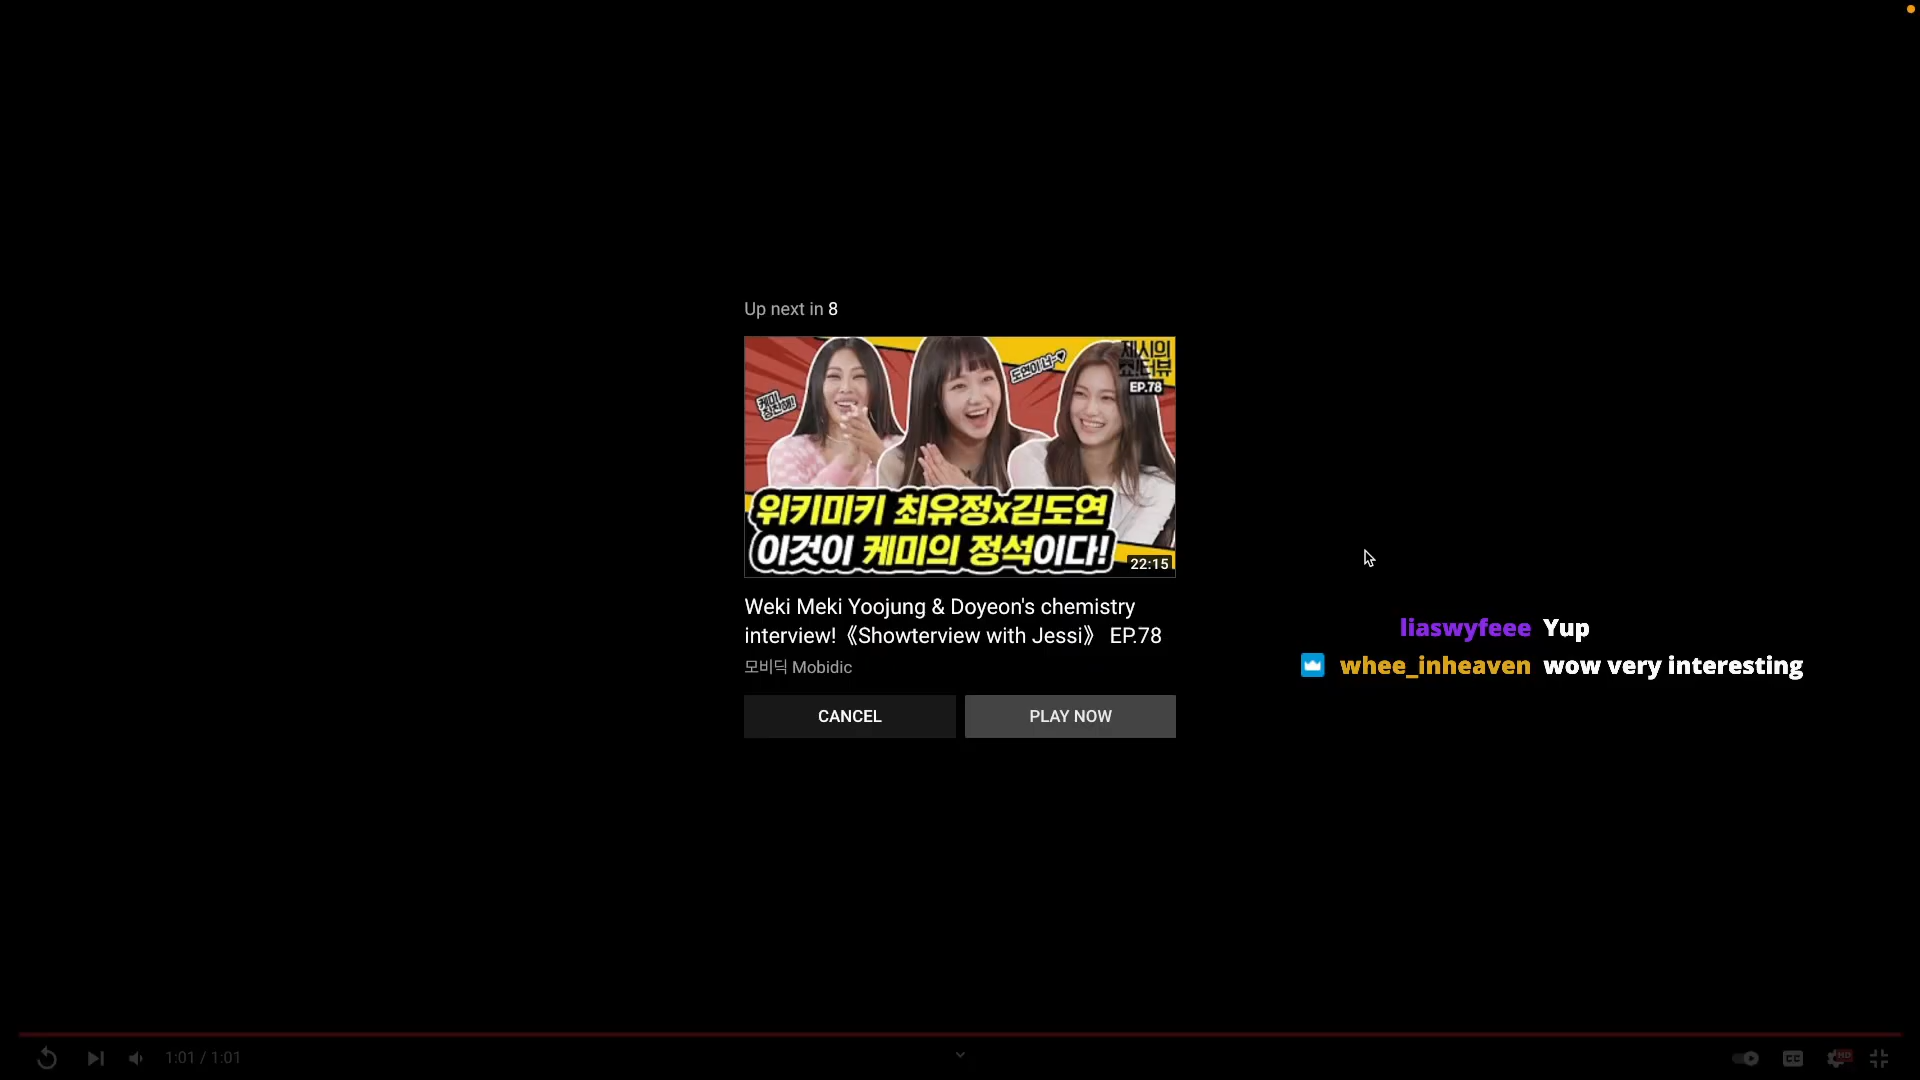 Up next in 8
제시의
쇼!터뷰
EP.78
도연이 너~♥
케미
위키미키 최유정x김도연
이것이 케미의 정석이다!
22:15
Weki Meki Yoojung & Doyeon's chemistry
interview!《Showterview with Jessi》 EP.78
모비딕 Mobidic
CANCEL
PLAY NOW
liaswyfeee Yup
whee_inheaven wow very interesting
1:01 / 1:01
CC
HD